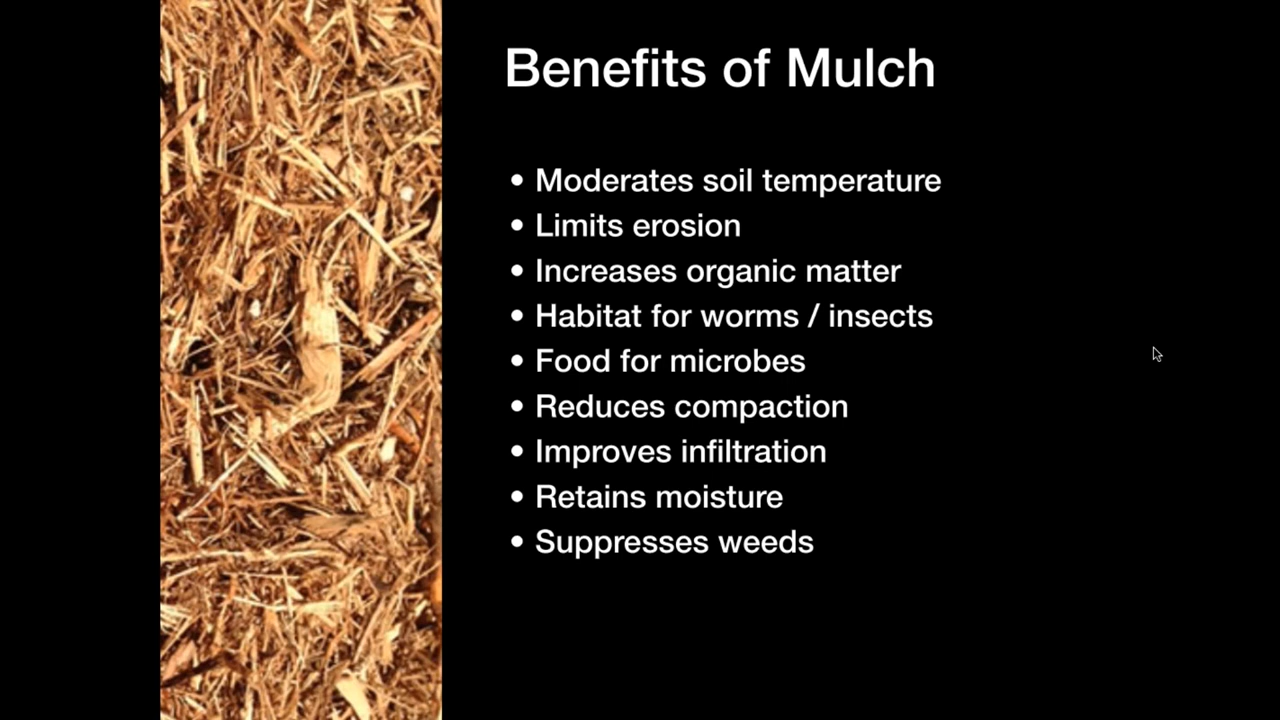 Benefits of Mulch
• Moderates soil temperature
• Limits erosion
• Increases organic matter
• Habitat for worms / insects
• Food for microbes
• Reduces compaction
• Improves infiltration
• Retains moisture
• Suppresses weeds